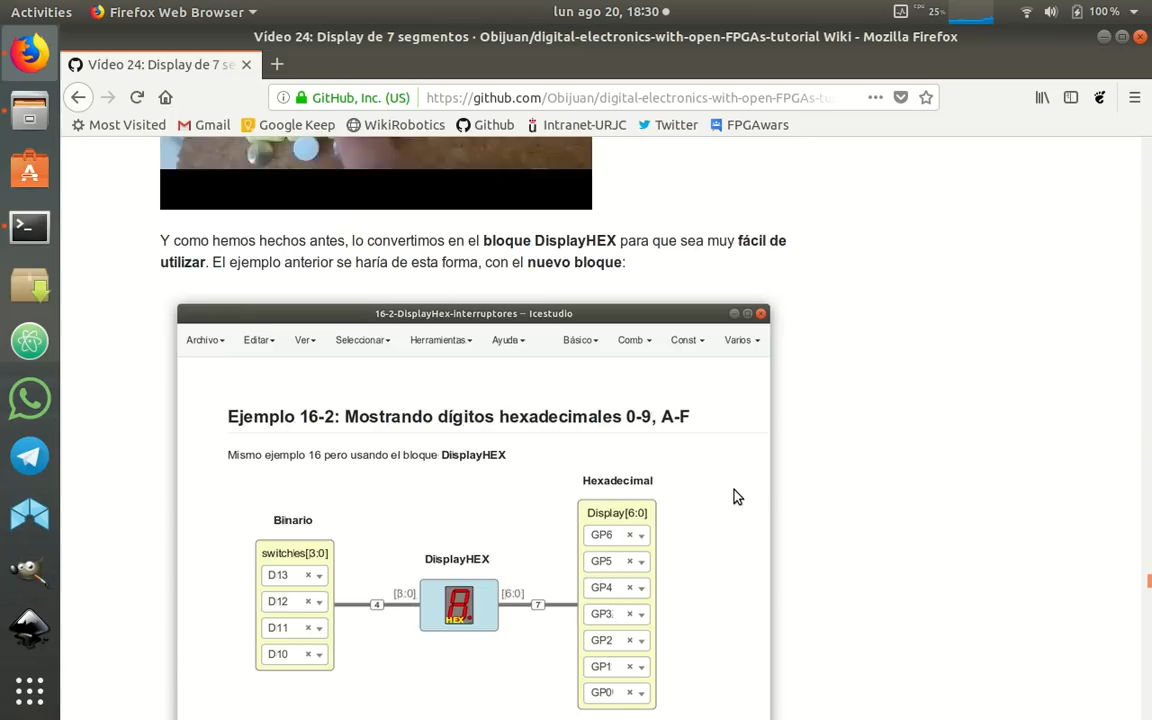 Activities Firefox Web Browser lun ago 20, 18:30 cpu 25% 100 %
Vídeo 24: Display de 7 segmentos · Obijuan/digital-electronics-with-open-FPGAs-tutorial Wiki - Mozilla Firefox
Vídeo 24: Display de 7 se
GitHub, Inc. (US) https://github.com/Obijuan/digital-electronics-with-open-FPGAs-tu
Most Visited Gmail Google Keep WikiRobotics Github Intranet-URJC Twitter FPGAwars
Y como hemos hechos antes, lo convertimos en el bloque DisplayHEX para que sea muy fácil de
utilizar. El ejemplo anterior se haría de esta forma, con el nuevo bloque:
16-2-DisplayHex-interruptores – Icestudio
Archivo Editar Ver Seleccionar Herramientas Ayuda Básico Comb Const Varios
Ejemplo 16-2: Mostrando dígitos hexadecimales 0-9, A-F
Mismo ejemplo 16 pero usando el bloque DisplayHEX
Hexadecimal
Display[6:0]
GP6
GP5
GP4
GP3
GP2
GP1
GP0
Binario
switchies[3:0]
D13
D12
D11
D10
DisplayHEX
[3:0] [6:0]
4 7
HEX